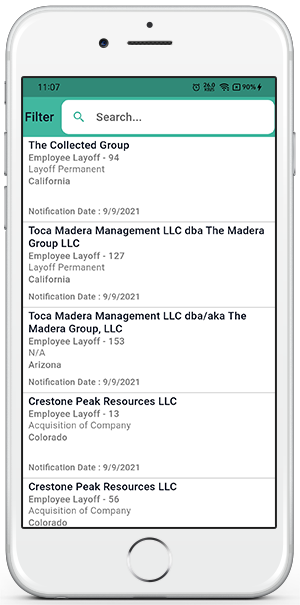 11:07
90%
Filter
Search...
The Collected Group
Employee Layoff - 94
Layoff Permanent
California
Notification Date : 9/9/2021
Toca Madera Management LLC dba The Madera
Group LLC
Employee Layoff - 127
Layoff Permanent
California
Notification Date : 9/9/2021
Toca Madera Management LLC dba/aka The
Madera Group, LLC
Employee Layoff - 153
N/A
Arizona
Notification Date : 9/9/2021
Crestone Peak Resources LLC
Employee Layoff - 13
Acquisition of Company
Colorado
Notification Date : 9/9/2021
Crestone Peak Resources LLC
Employee Layoff - 56
Acquisition of Company
Colorado